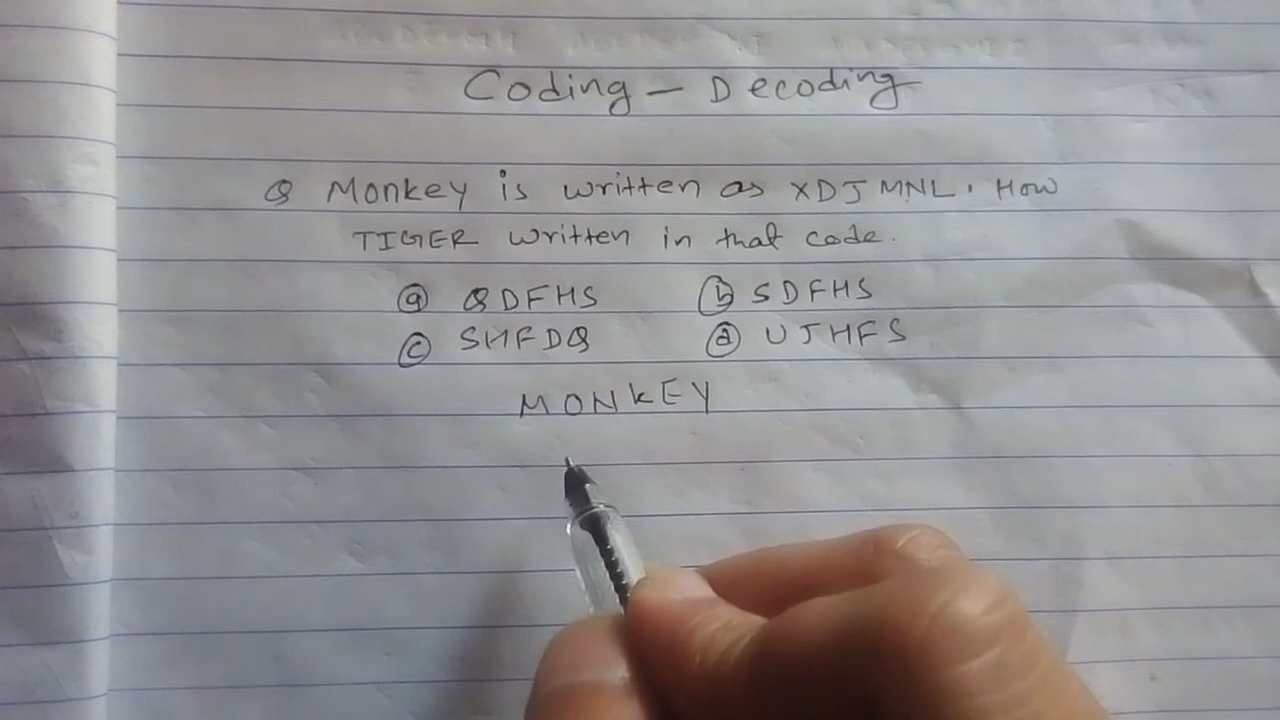 Coding - Decoding
Q Monkey is written as XDJMNL. How
TIGER written in that code.
(a) QDFHS (b) SDFHS
(c) SHFDQ (d) UJHFS
MONKEY